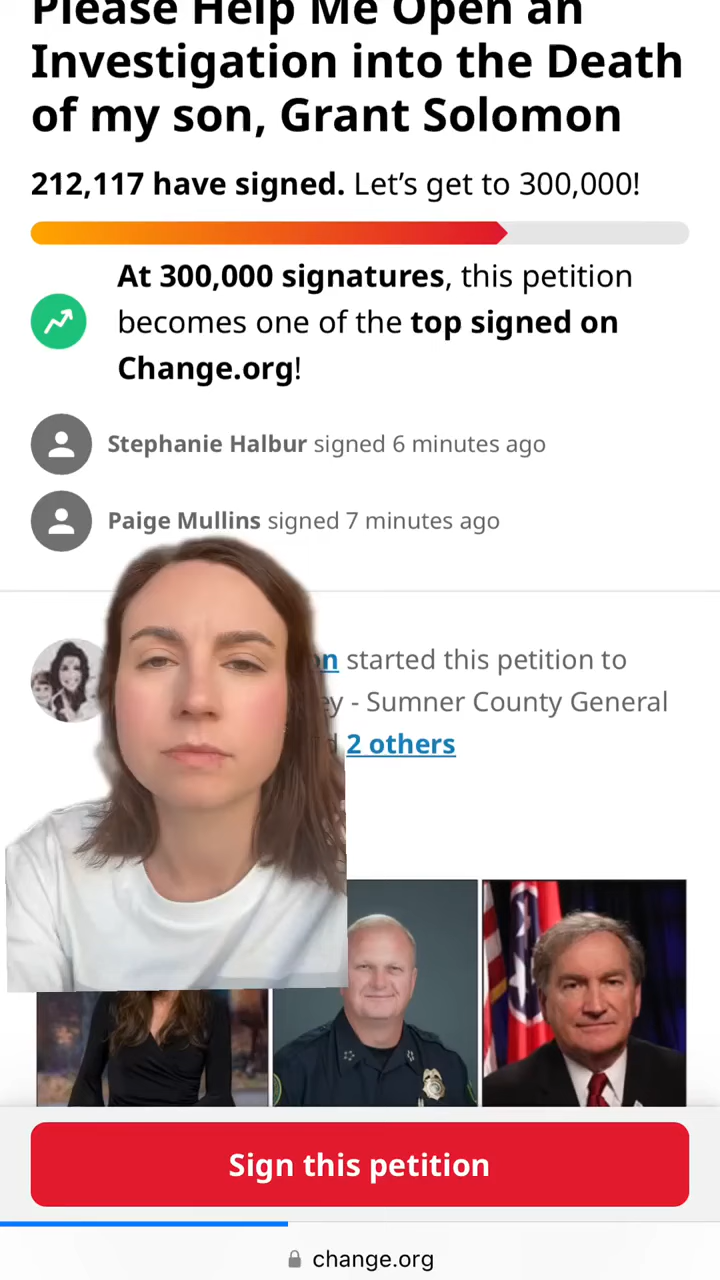 Please Help Me Open an
Investigation into the Death
of my son, Grant Solomon
212,117 have signed. Let's get to 300,000!
At 300,000 signatures, this petition
becomes one of the top signed on
Change.org!
Stephanie Halbur signed 6 minutes ago
Paige Mullins signed 7 minutes ago
started this petition to
- Sumner County General
2 others
Sign this petition
change.org